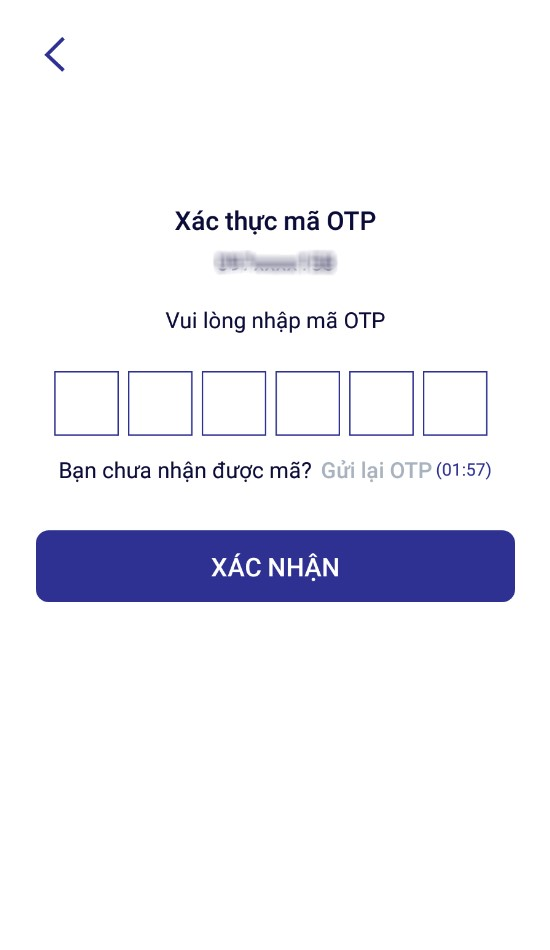 Xác thực mã OTP
Vui lòng nhập mã OTP
Bạn chưa nhận được mã? Gửi lại OTP (01:57)
XÁC NHẬN